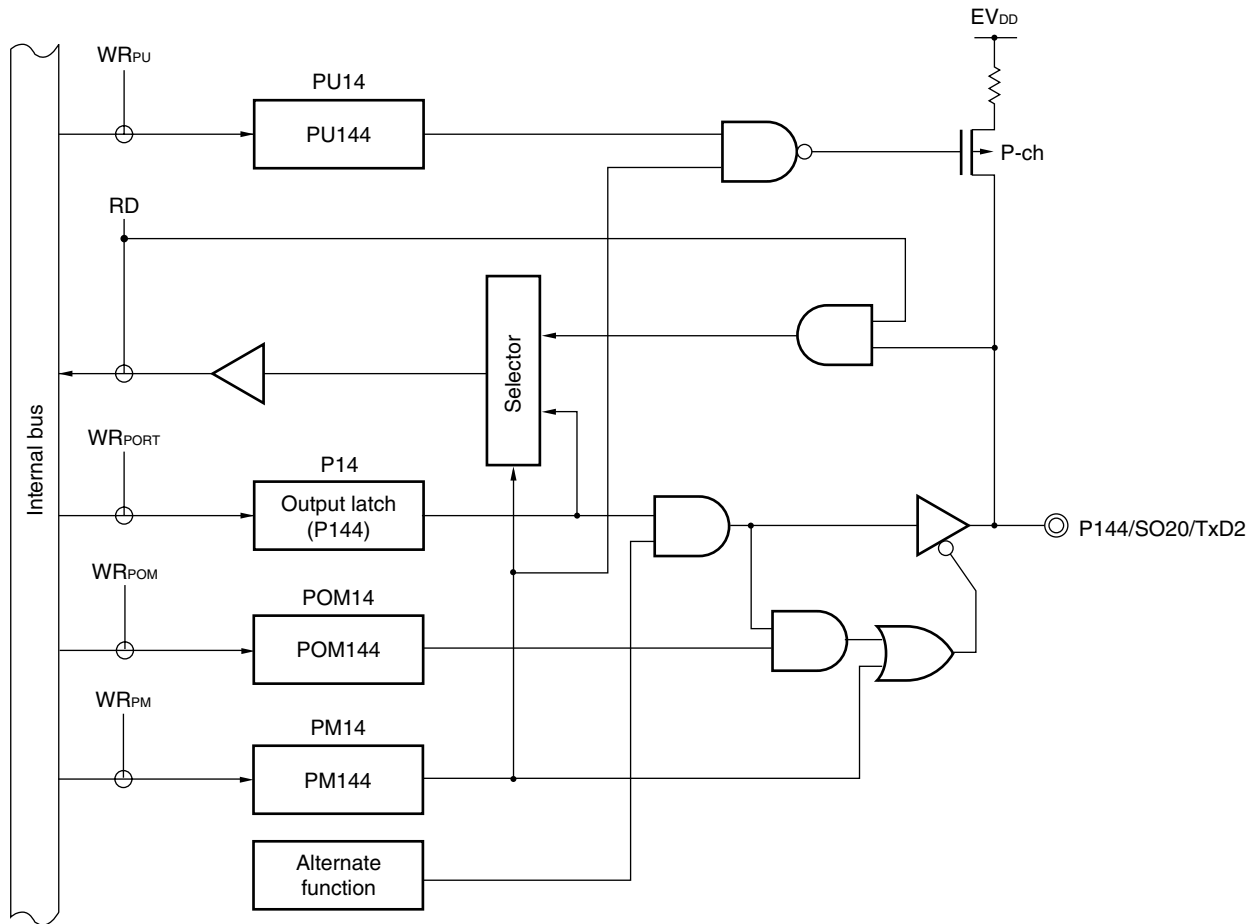 EVDD
WRPU
PU14
PU144
P-ch
RD
Selector
Internal bus
WRPORT
P14
Output latch
(P144)
P144/SO20/TxD2
WRPOM
POM14
POM144
WRPM
PM14
PM144
Alternate
function